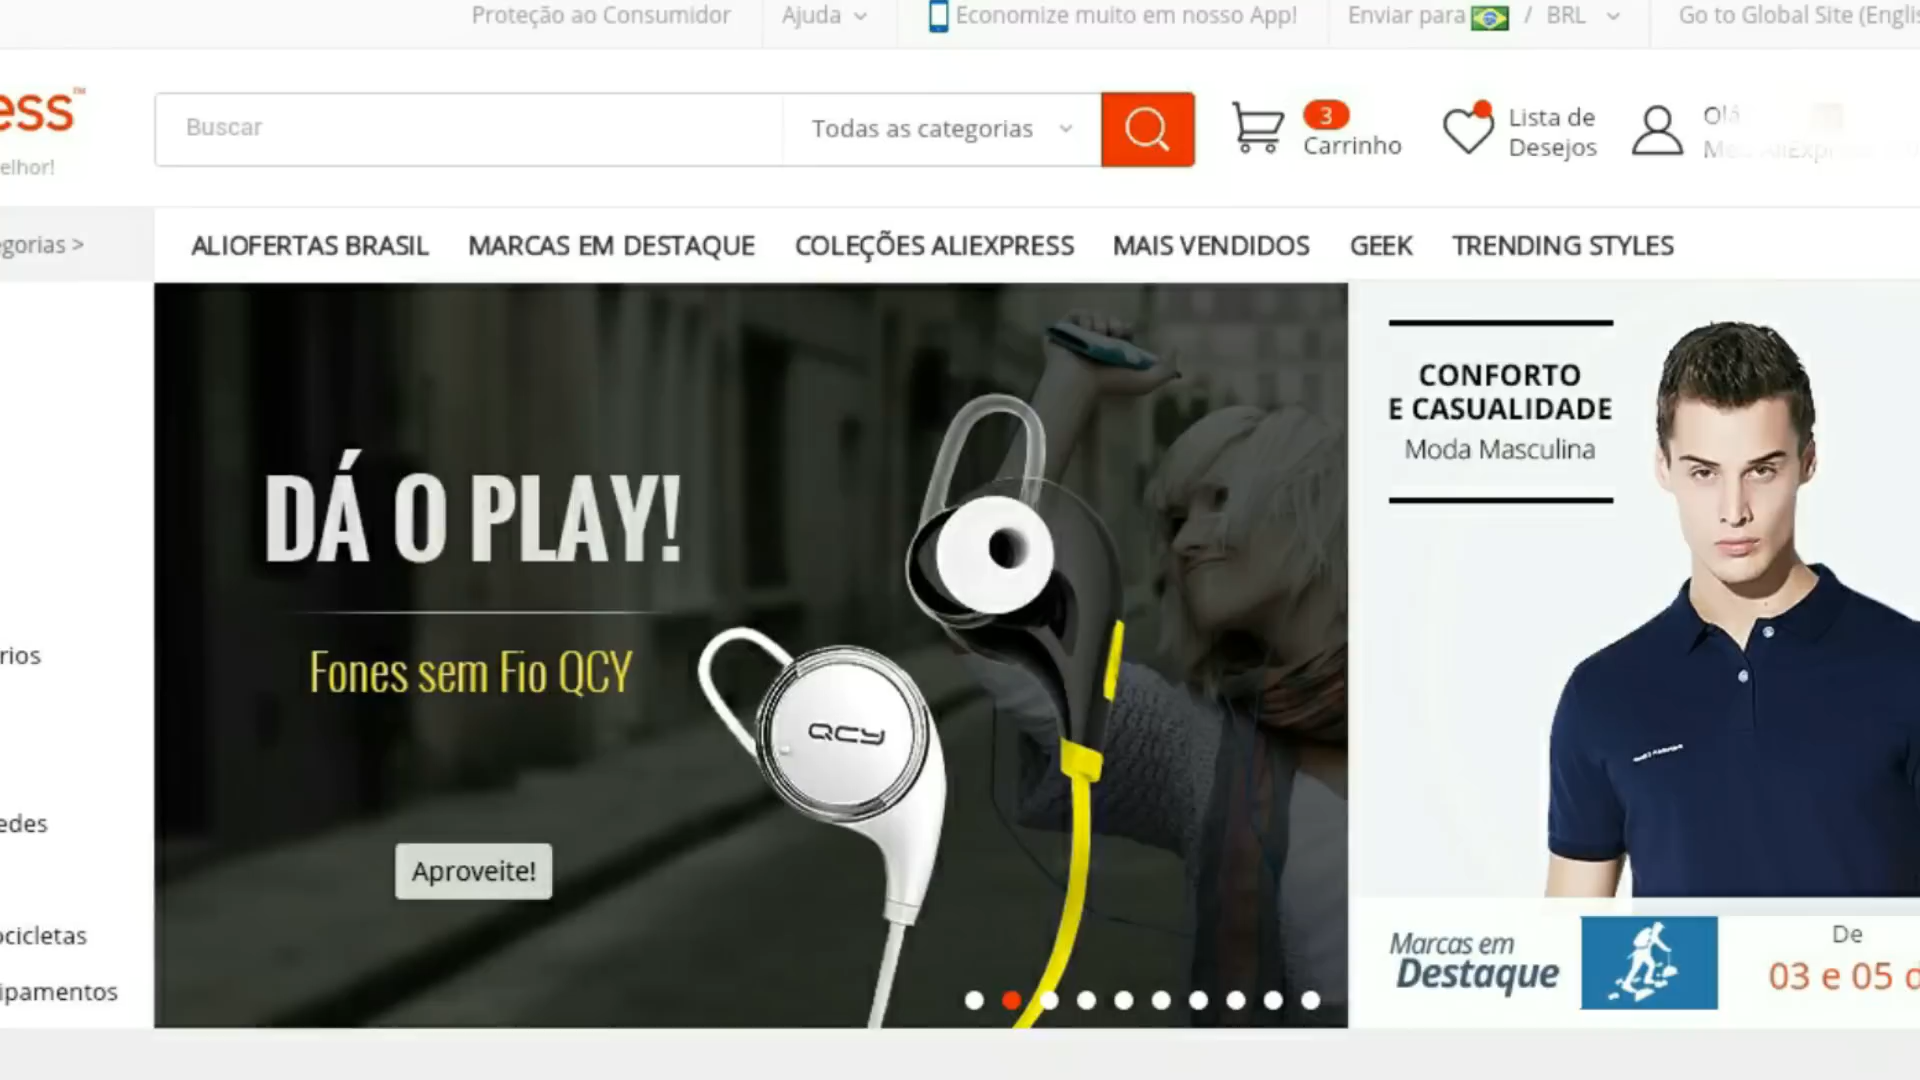 Proteção ao Consumidor
Ajuda
Economize muito em nosso App!
Enviar para / BRL
Go to Global Site
ess™
elhor!
Buscar
Todas as categorias
3
Carrinho
Lista de
Desejos
Olá
egorias >
ALIOFERTAS BRASIL
MARCAS EM DESTAQUE
COLEÇÕES ALIEXPRESS
MAIS VENDIDOS
GEEK
TRENDING STYLES
DÁ O PLAY!
Fones sem Fio QCY
QCY
Aproveite!
CONFORTO
E CASUALIDADE
Moda Masculina
rios
edes
ocicletas
ipamentos
Marcas em
Destaque
De
03 e 05 d